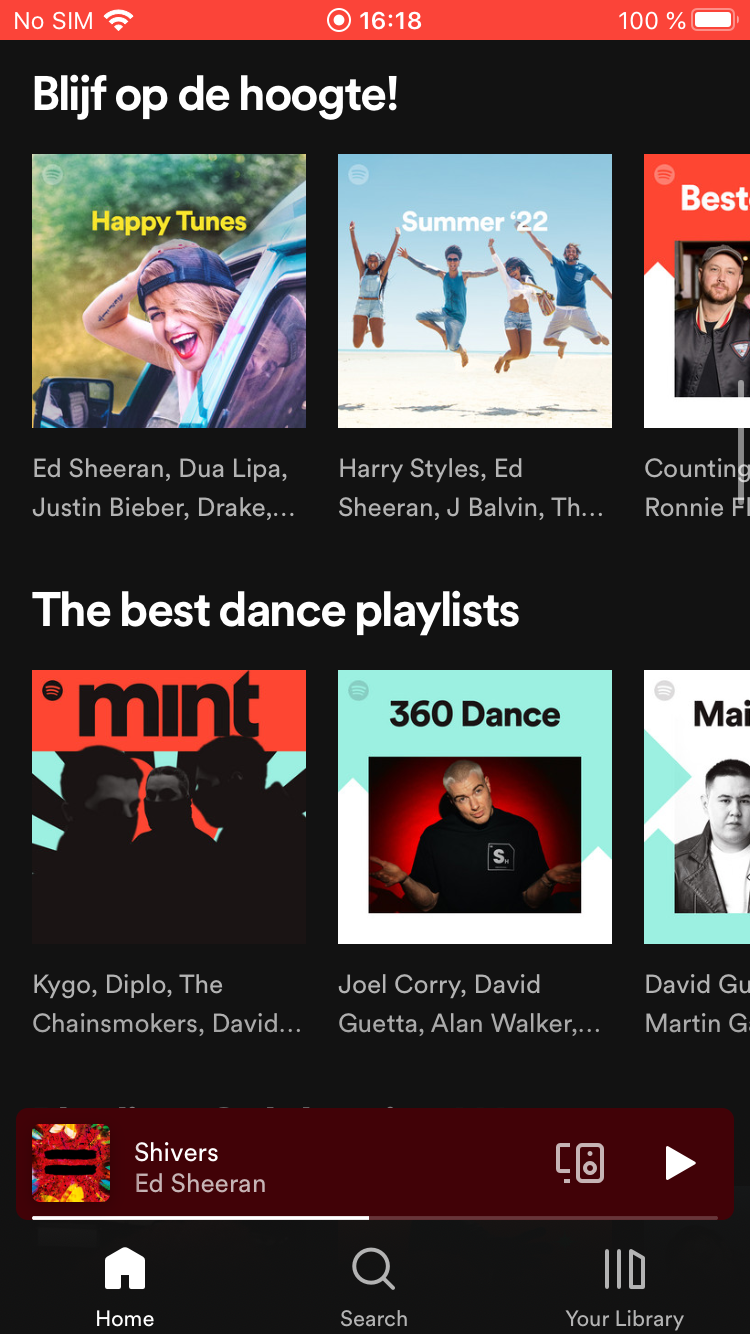 No SIM 16:18 100 %
Blijf op de hoogte!
Happy Tunes
Summer ‘22
Best
Ed Sheeran, Dua Lipa,
Justin Bieber, Drake,...
Harry Styles, Ed
Sheeran, J Balvin, Th...
Counting
Ronnie Fl
The best dance playlists
mint
360 Dance
S H
Mai
Kygo, Diplo, The
Chainsmokers, David...
Joel Corry, David
Guetta, Alan Walker,...
David Gu
Martin Ga
Shivers
Ed Sheeran
Home
Search
Your Library